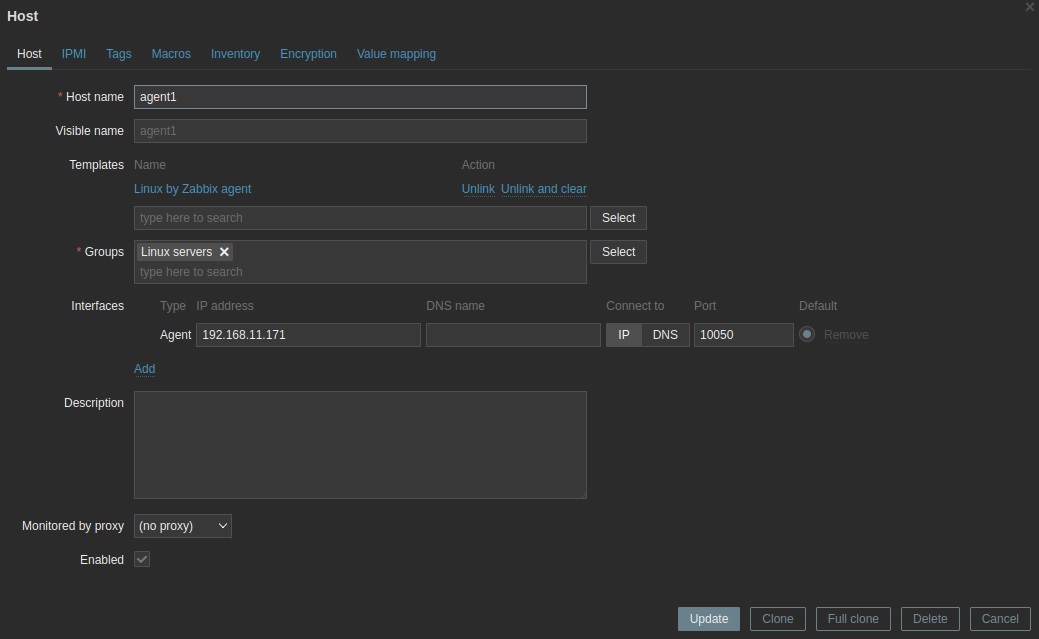 Host
Host IPMI Tags Macros Inventory Encryption Value mapping
* Host name agent1
Visible name agent1
Templates Name Action
Linux by Zabbix agent Unlink Unlink and clear
type here to search Select
* Groups Linux servers Select
type here to search
Interfaces Type IP address DNS name Connect to Port Default
Agent 192.168.11.171 IP DNS 10050 Remove
Add
Description
Monitored by proxy (no proxy)
Enabled
Update Clone Full clone Delete Cancel